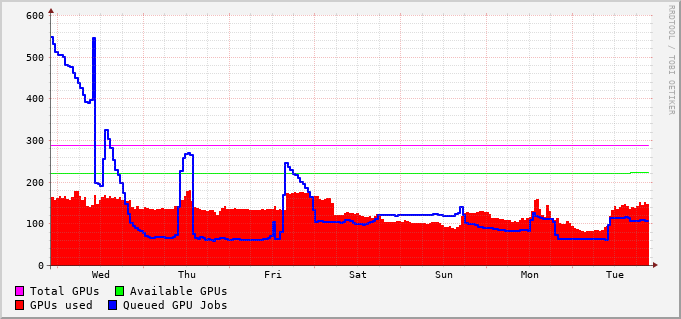 600
500
400
300
200
100
0
Wed Thu Fri Sat Sun Mon Tue
Total GPUs Available GPUs
GPUs used Queued GPU Jobs
RRDTOOL / TOBI OETIKER